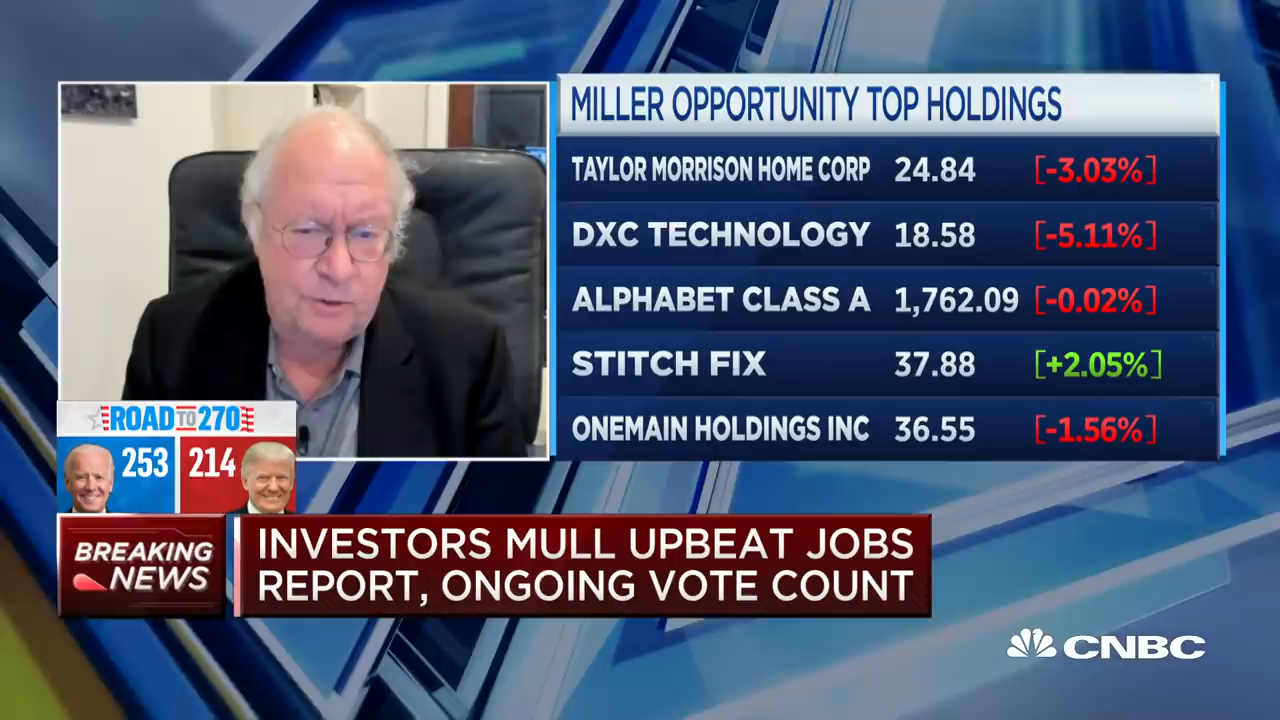 MILLER OPPORTUNITY TOP HOLDINGS
TAYLOR MORRISON HOME CORP 24.84 [-3.03%]
DXC TECHNOLOGY 18.58 [-5.11%]
ALPHABET CLASS A 1,762.09 [-0.02%]
STITCH FIX 37.88 [+2.05%]
ONEMAIN HOLDINGS INC 36.55 [-1.56%]
ROAD TO 270
253 214
BREAKING NEWS
INVESTORS MULL UPBEAT JOBS
REPORT, ONGOING VOTE COUNT
CNBC